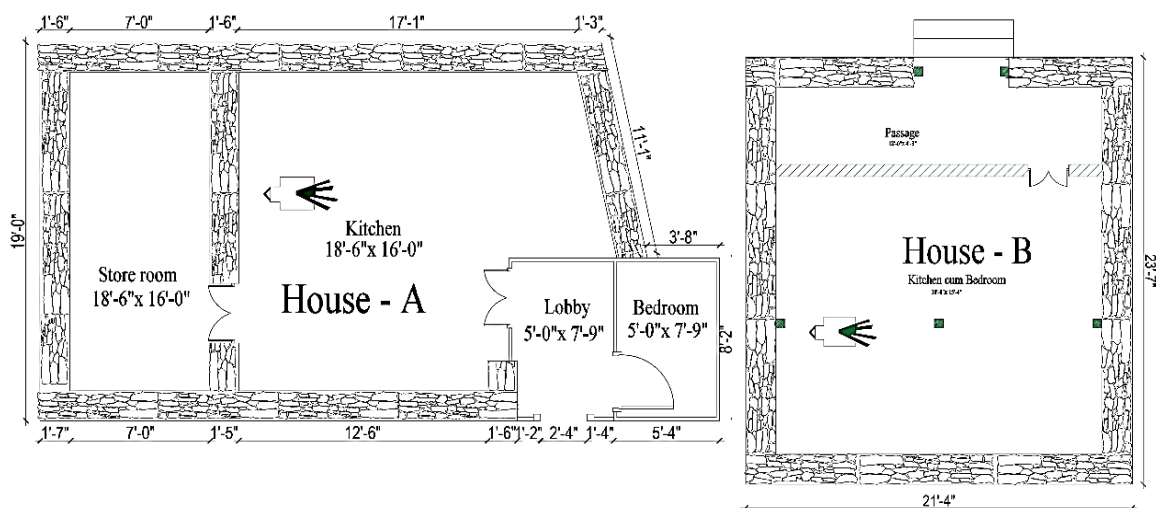 1'-6" 7'-0" 1'-6" 17'-1" 1'-3"
19'-0"
11'-1"
3'-8"
8'-2"
Kitchen
18'-6"x 16'-0"
Store room
18'-6"x 16'-0"
House - A
Lobby
5'-0"x 7'-9"
Bedroom
5'-0"x 7'-9"
1'-7" 7'-0" 1'-5" 12'-6" 1'-6" 1'-2" 2'-4" 1'-4" 5'-4"
Passage
House - B
Kitchen cum Bedroom
23'-7"
21'-4"